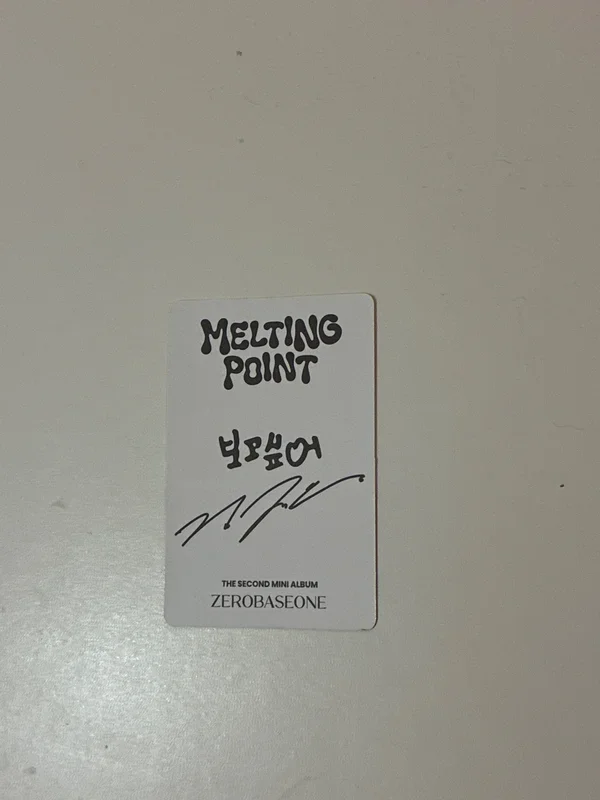 MELTING
POINT
보고싶어
THE SECOND MINI ALBUM
ZEROBASEONE